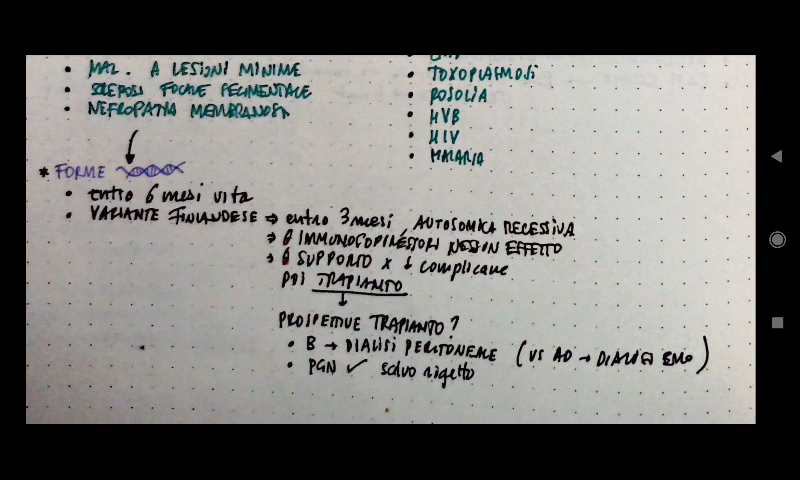 MAL. A LESIONI MINIME
SCLEROSI FOCALE SEGMENTALE
NEFROPATIA MEMBRANOSA
TOXOPLASMOSI
ROSOLIA
HVB
HIV
MALARIA
* FORME
entro 6 mesi vita
VARIANTE FINLANDESE ⇒ entro 3 mesi AUTOSOMICA RECESSIVA
⇒ IMMUNOSOPPRESSORI NESSUN EFFETTO
⇒ SUPPORTO x ↓ complicanze
POI TRAPIANTO
↓
PROSPETTIVE TRAPIANTO?
B → DIALISI PERITONEALE (VS AD → DIALISI EMO)
PGN ✓ salvo rigetto